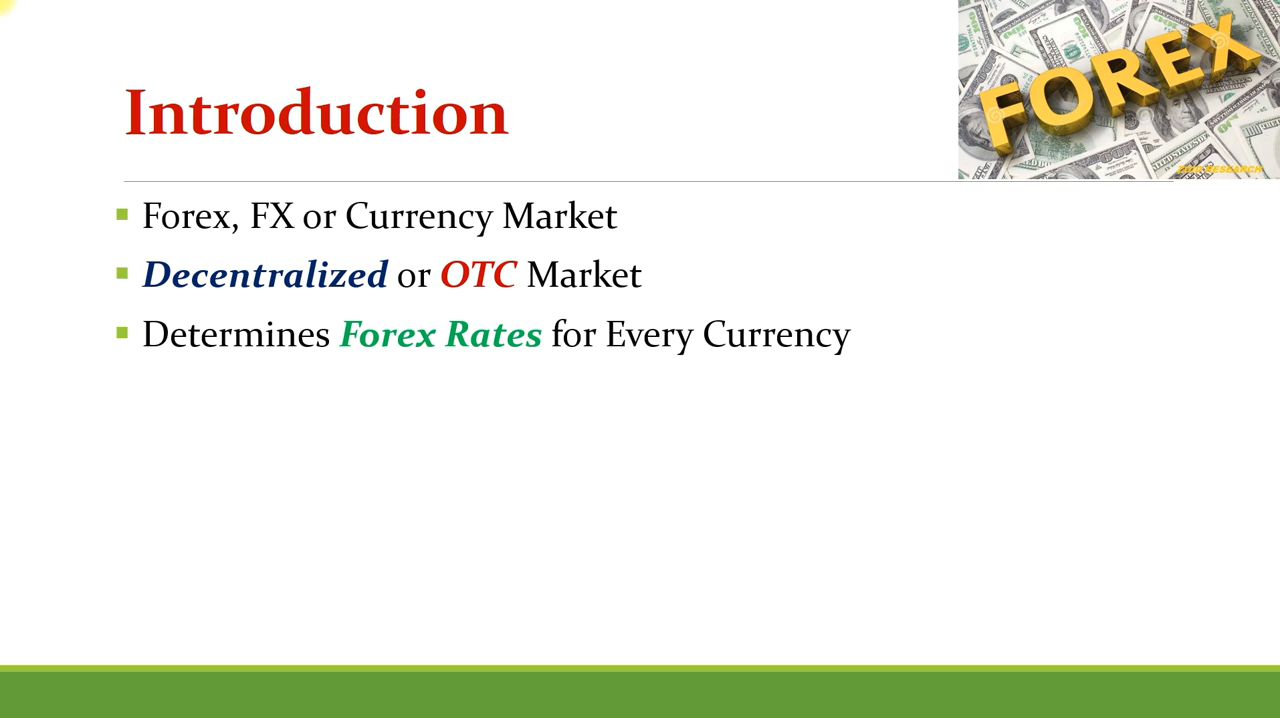 Introduction
FOREX
Forex, FX or Currency Market
Decentralized or OTC Market
Determines Forex Rates for Every Currency